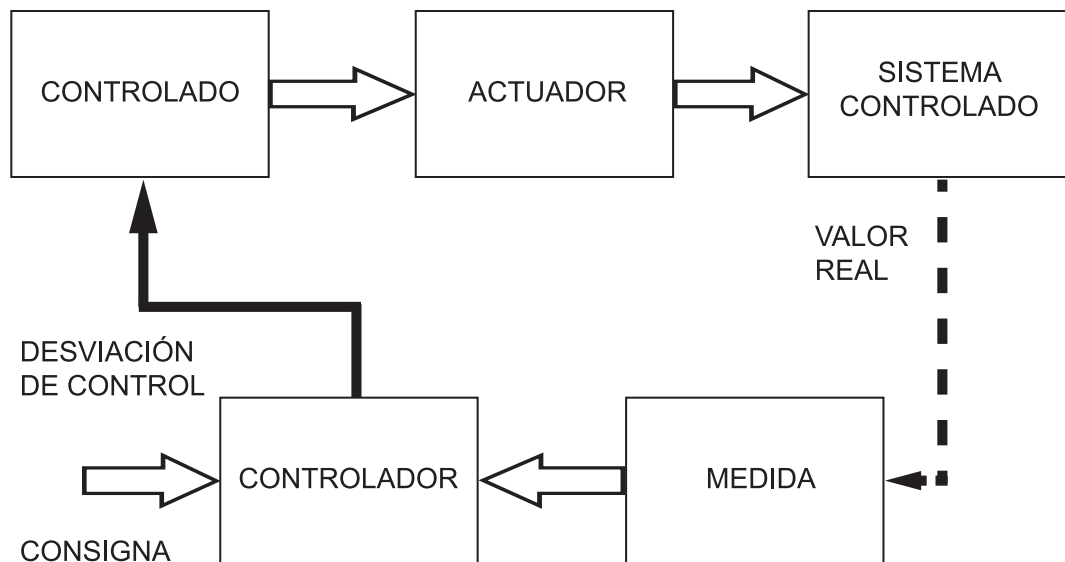 CONTROLADO
ACTUADOR
SISTEMA
CONTROLADO
VALOR
REAL
DESVIACIÓN
DE CONTROL
CONTROLADOR
MEDIDA
CONSIGNA